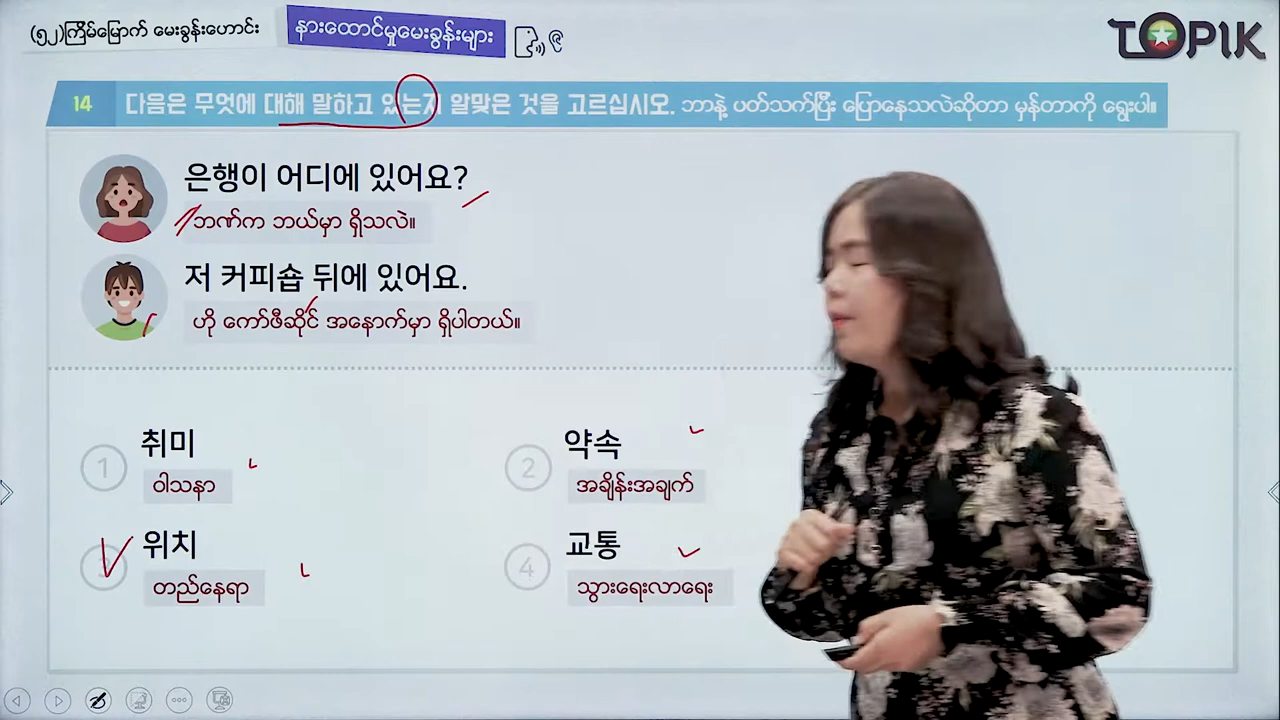 (၅၂)ကြိမ်မြောက် မေးခွန်းဟောင်း
နားထောင်မှုမေးခွန်းများ
၉
TOPIK
14 다음은 무엇에 대해 말하고 있는지 알맞은 것을 고르십시오. ဘာနဲ့ ပတ်သက်ပြီး ပြောနေသလဲဆိုတာ မှန်တာကို ရွေးပါ။
은행이 어디에 있어요?
ဘဏ်က ဘယ်မှာ ရှိသလဲ။
저 커피숍 뒤에 있어요.
ဟို ကော်ဖီဆိုင် အနောက်မှာ ရှိပါတယ်။
1 취미
ဝါသနာ
2 약속
အချိန်းအချက်
3 위치
တည်နေရာ
4 교통
သွားရေးလာရေး